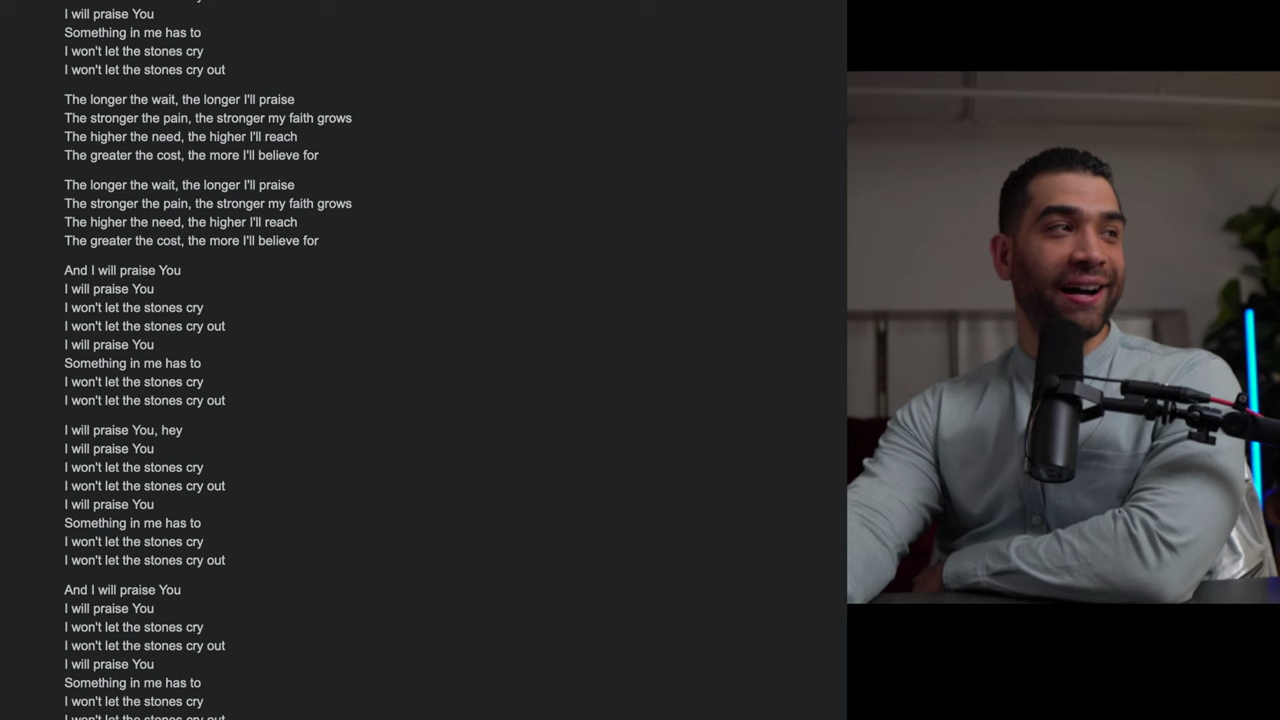 I will praise You
Something in me has to
I won't let the stones cry
I won't let the stones cry out
The longer the wait, the longer I'll praise
The stronger the pain, the stronger my faith grows
The higher the need, the higher I'll reach
The greater the cost, the more I'll believe for
The longer the wait, the longer I'll praise
The stronger the pain, the stronger my faith grows
The higher the need, the higher I'll reach
The greater the cost, the more I'll believe for
And I will praise You
I will praise You
I won't let the stones cry
I won't let the stones cry out
I will praise You
Something in me has to
I won't let the stones cry
I won't let the stones cry out
I will praise You, hey
I will praise You
I won't let the stones cry
I won't let the stones cry out
I will praise You
Something in me has to
I won't let the stones cry
I won't let the stones cry out
And I will praise You
I will praise You
I won't let the stones cry
I won't let the stones cry out
I will praise You
Something in me has to
I won't let the stones cry
I won't let the stones cry out